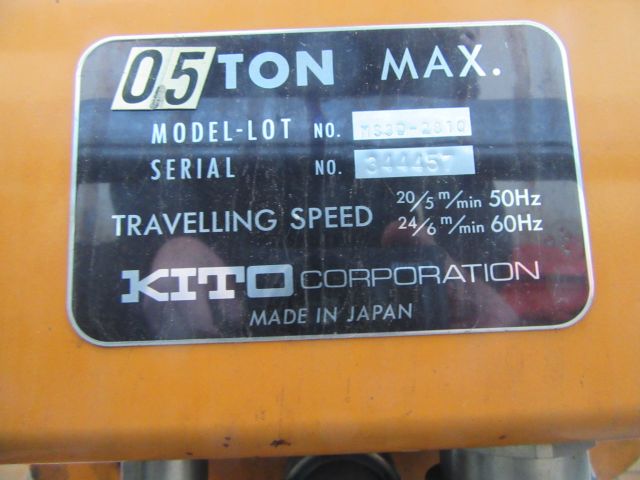 05 TON MAX.
MODEL-LOT NO.
SERIAL NO. 344457
TRAVELLING SPEED 20/5 m/min 50Hz
24/6 m/min 60Hz
KITO CORPORATION
MADE IN JAPAN